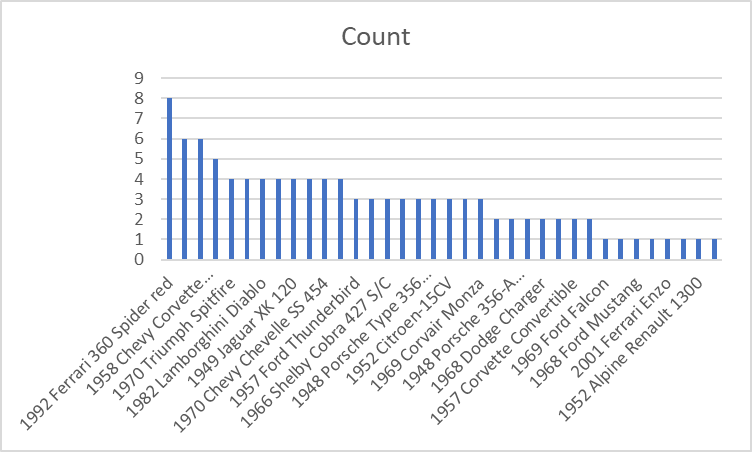 Count
9
8
7
6
5
4
3
2
1
0
1992 Ferrari 360 Spider red
1958 Chevy Corvette…
1970 Triumph Spitfire
1982 Lamborghini Diablo
1949 Jaguar XK 120
1970 Chevy Chevelle SS 454
1957 Ford Thunderbird
1966 Shelby Cobra 427 S/C
1948 Porsche Type 356…
1952 Citroen-15CV
1969 Corvair Monza
1948 Porsche 356-A…
1968 Dodge Charger
1957 Corvette Convertible
1969 Ford Falcon
1968 Ford Mustang
2001 Ferrari Enzo
1952 Alpine Renault 1300